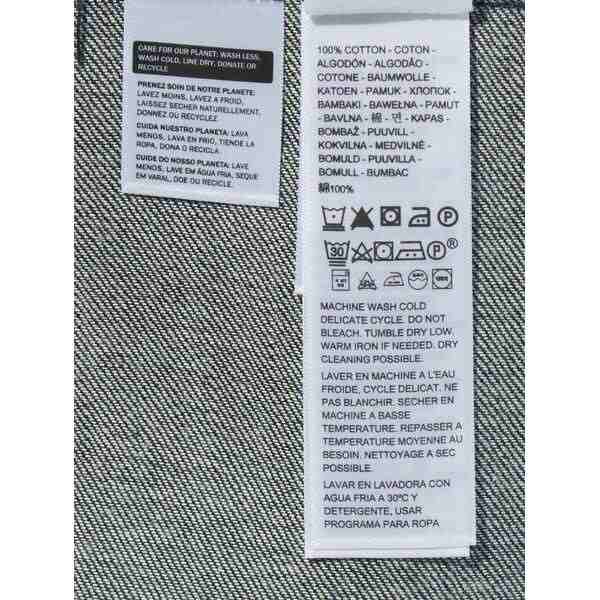 CARE FOR OUR PLANET: WASH LESS,
WASH COLD, LINE DRY, DONATE OR
RECYCLE
PRENEZ SOIN DE NOTRE PLANETE:
LAVEZ MOINS, LAVEZ A FROID,
LAISSEZ SECHER NATURELLEMENT,
DONNEZ OU RECYCLEZ
CUIDA NUESTRO PLANETA: LAVA
MENOS, LAVA EN FRIO, TIENDE LA
ROPA, DONA O RECICLA.
CUIDE DO NOSSO PLANETA: LAVE
MENOS, LAVE EM ÁGUA FRIA, SEQUE
EM VARAL, DOE OU RECICLE.
100% COTTON - COTON -
ALGODÓN - ALGODÃO -
COTONE - BAUMWOLLE -
KATOEN - PAMUK - ХЛОПОК -
BAMBAKI - BAWEŁNA - PAMUT
- BAVLNA - 棉 - 면 - KAPAS -
BOMBAŽ - PUUVILL -
KOKVILNA - MEDVILNĖ -
BOMULD - PUUVILLA -
BOMULL - BUMBAC
綿100%
P
30 P®
MACHINE WASH COLD
DELICATE CYCLE. DO NOT
BLEACH. TUMBLE DRY LOW.
WARM IRON IF NEEDED. DRY
CLEANING POSSIBLE.
LAVER EN MACHINE A L'EAU
FROIDE, CYCLE DELICAT. NE
PAS BLANCHIR. SECHER EN
MACHINE A BASSE
TEMPERATURE. REPASSER A
TEMPERATURE MOYENNE AU
BESOIN. NETTOYAGE A SEC
POSSIBLE.
LAVAR EN LAVADORA CON
AGUA FRIA A 30ºC Y
DETERGENTE, USAR
PROGRAMA PARA ROPA